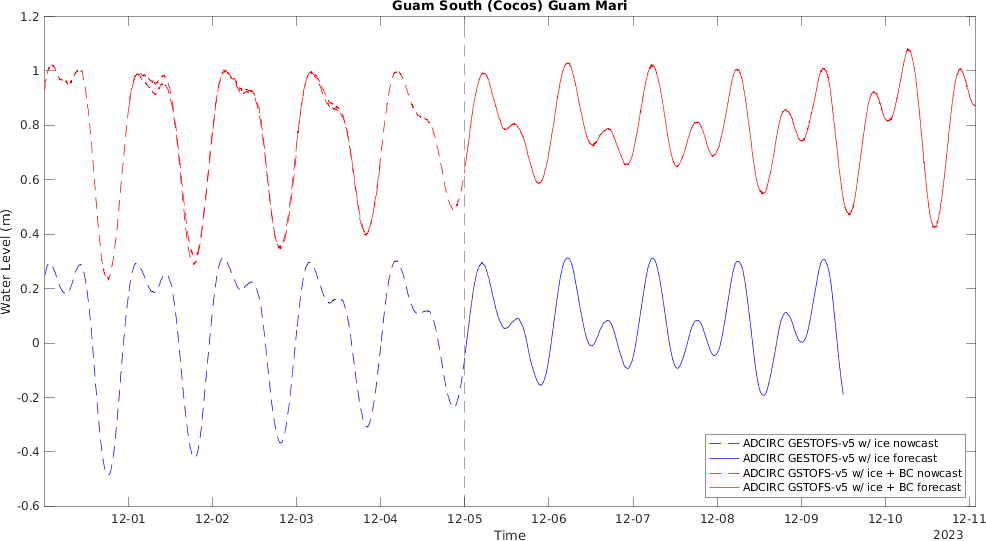 Guam South (Cocos) Guam Mari
1.2
1
0.8
0.6
0.4
0.2
0
-0.2
-0.4
-0.6
Water Level (m)
12-01 12-02 12-03 12-04 12-05 12-06 12-07 12-08 12-09 12-10 12-11
Time
2023
ADCIRC GESTOFS-v5 w/ ice nowcast
ADCIRC GESTOFS-v5 w/ ice forecast
ADCIRC GSTOFS-v5 w/ ice + BC nowcast
ADCIRC GSTOFS-v5 w/ ice + BC forecast